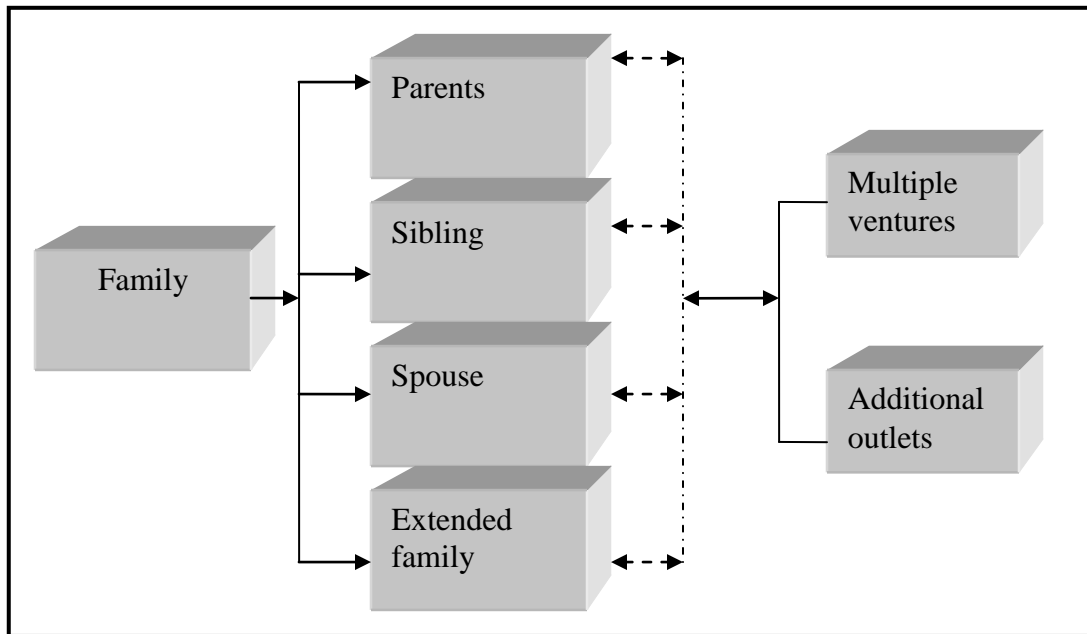 Family
Parents
Sibling
Spouse
Extended
family
Multiple
ventures
Additional
outlets